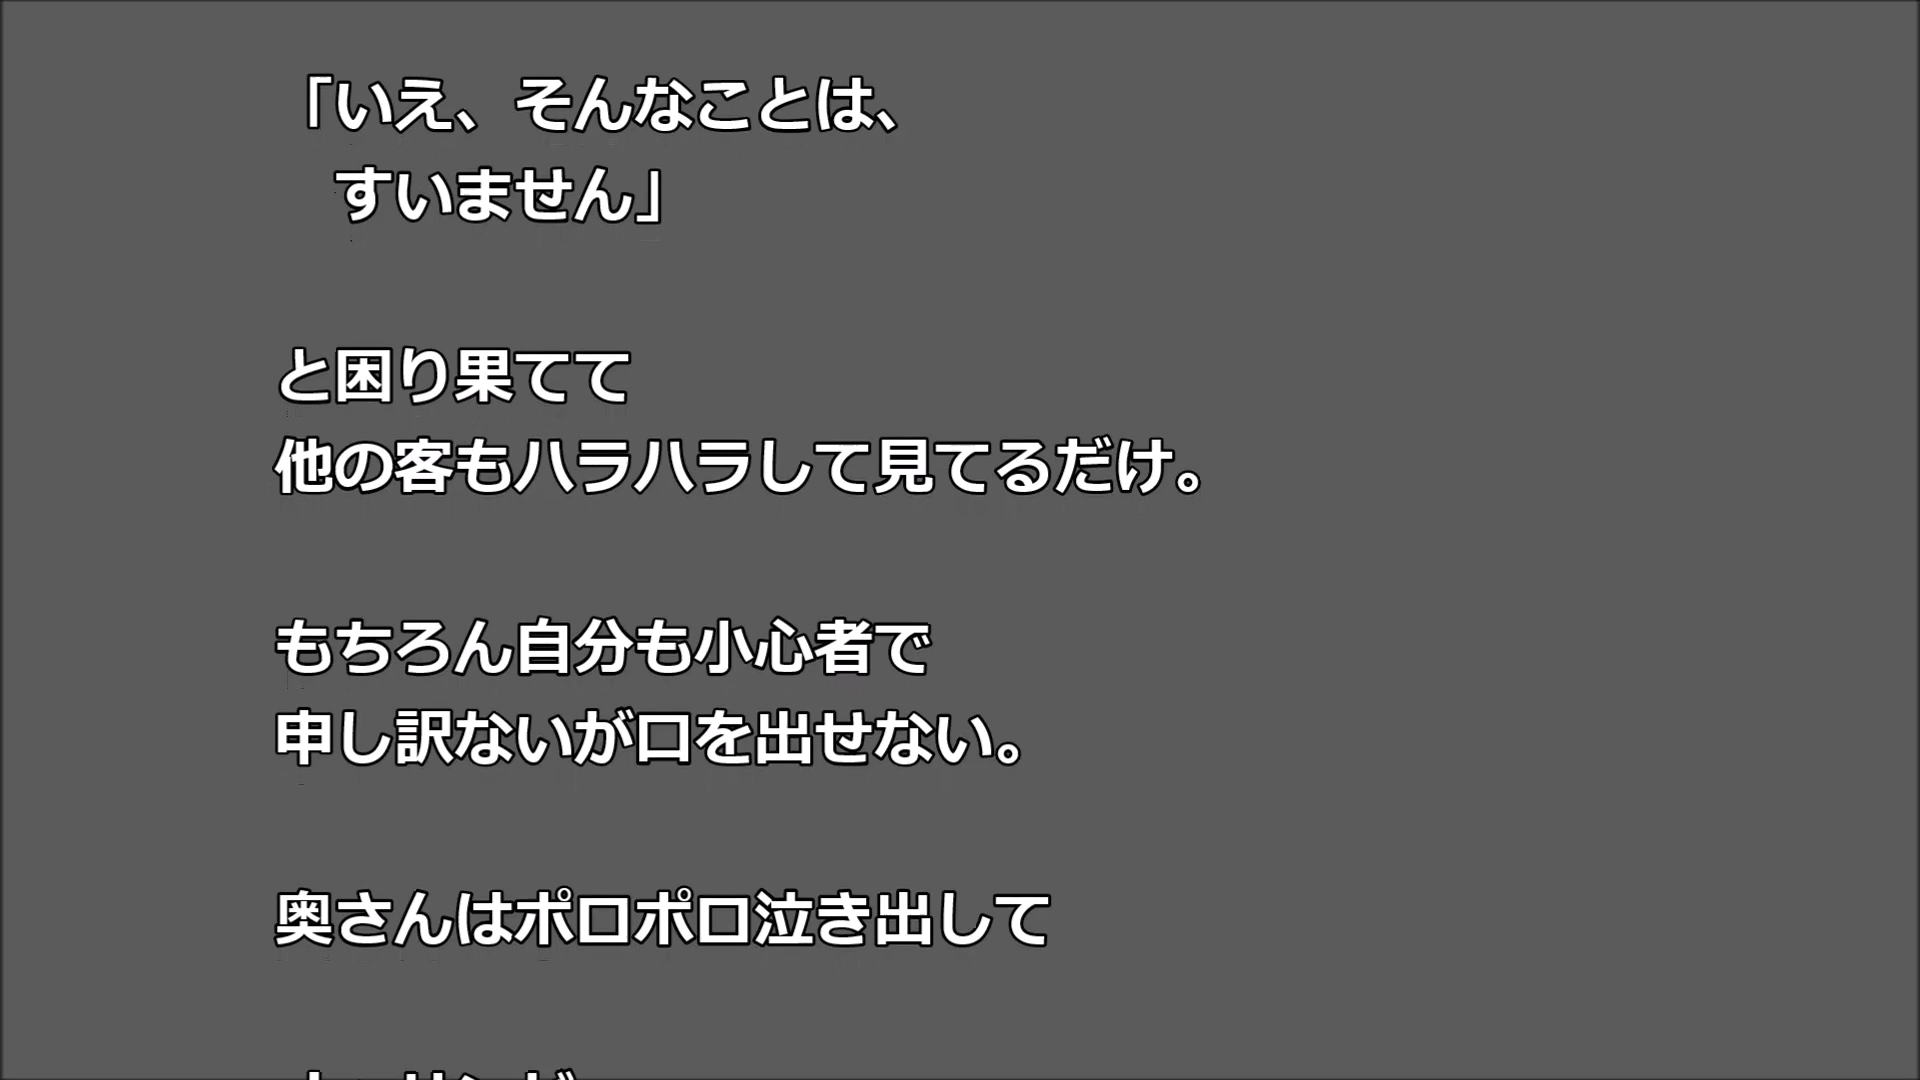 「いえ、そんなことは、
すいません」
と困り果てて
他の客もハラハラして見てるだけ。
もちろん自分も小心者で
申し訳ないが口を出せない。
奥さんはポロポロ泣き出して